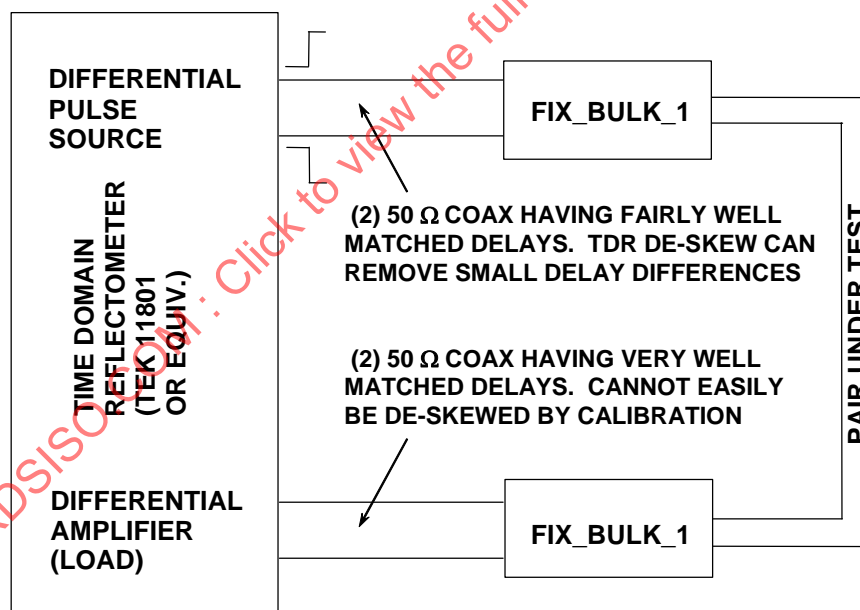 DIFFERENTIAL
PULSE
SOURCE
FIX_BULK_1
(2) 50 Ω COAX HAVING FAIRLY WELL
MATCHED DELAYS. TDR DE-SKEW CAN
REMOVE SMALL DELAY DIFFERENCES
TIME DOMAIN
REFLECTOMETER
(TEK 11801
OR EQUIV.)
PAIR UNDER TEST
(2) 50 Ω COAX HAVING VERY WELL
MATCHED DELAYS. CANNOT EASILY
BE DE-SKEWED BY CALIBRATION
DIFFERENTIAL
AMPLIFIER
(LOAD)
FIX_BULK_1
DSISO.COM : Click to view the full